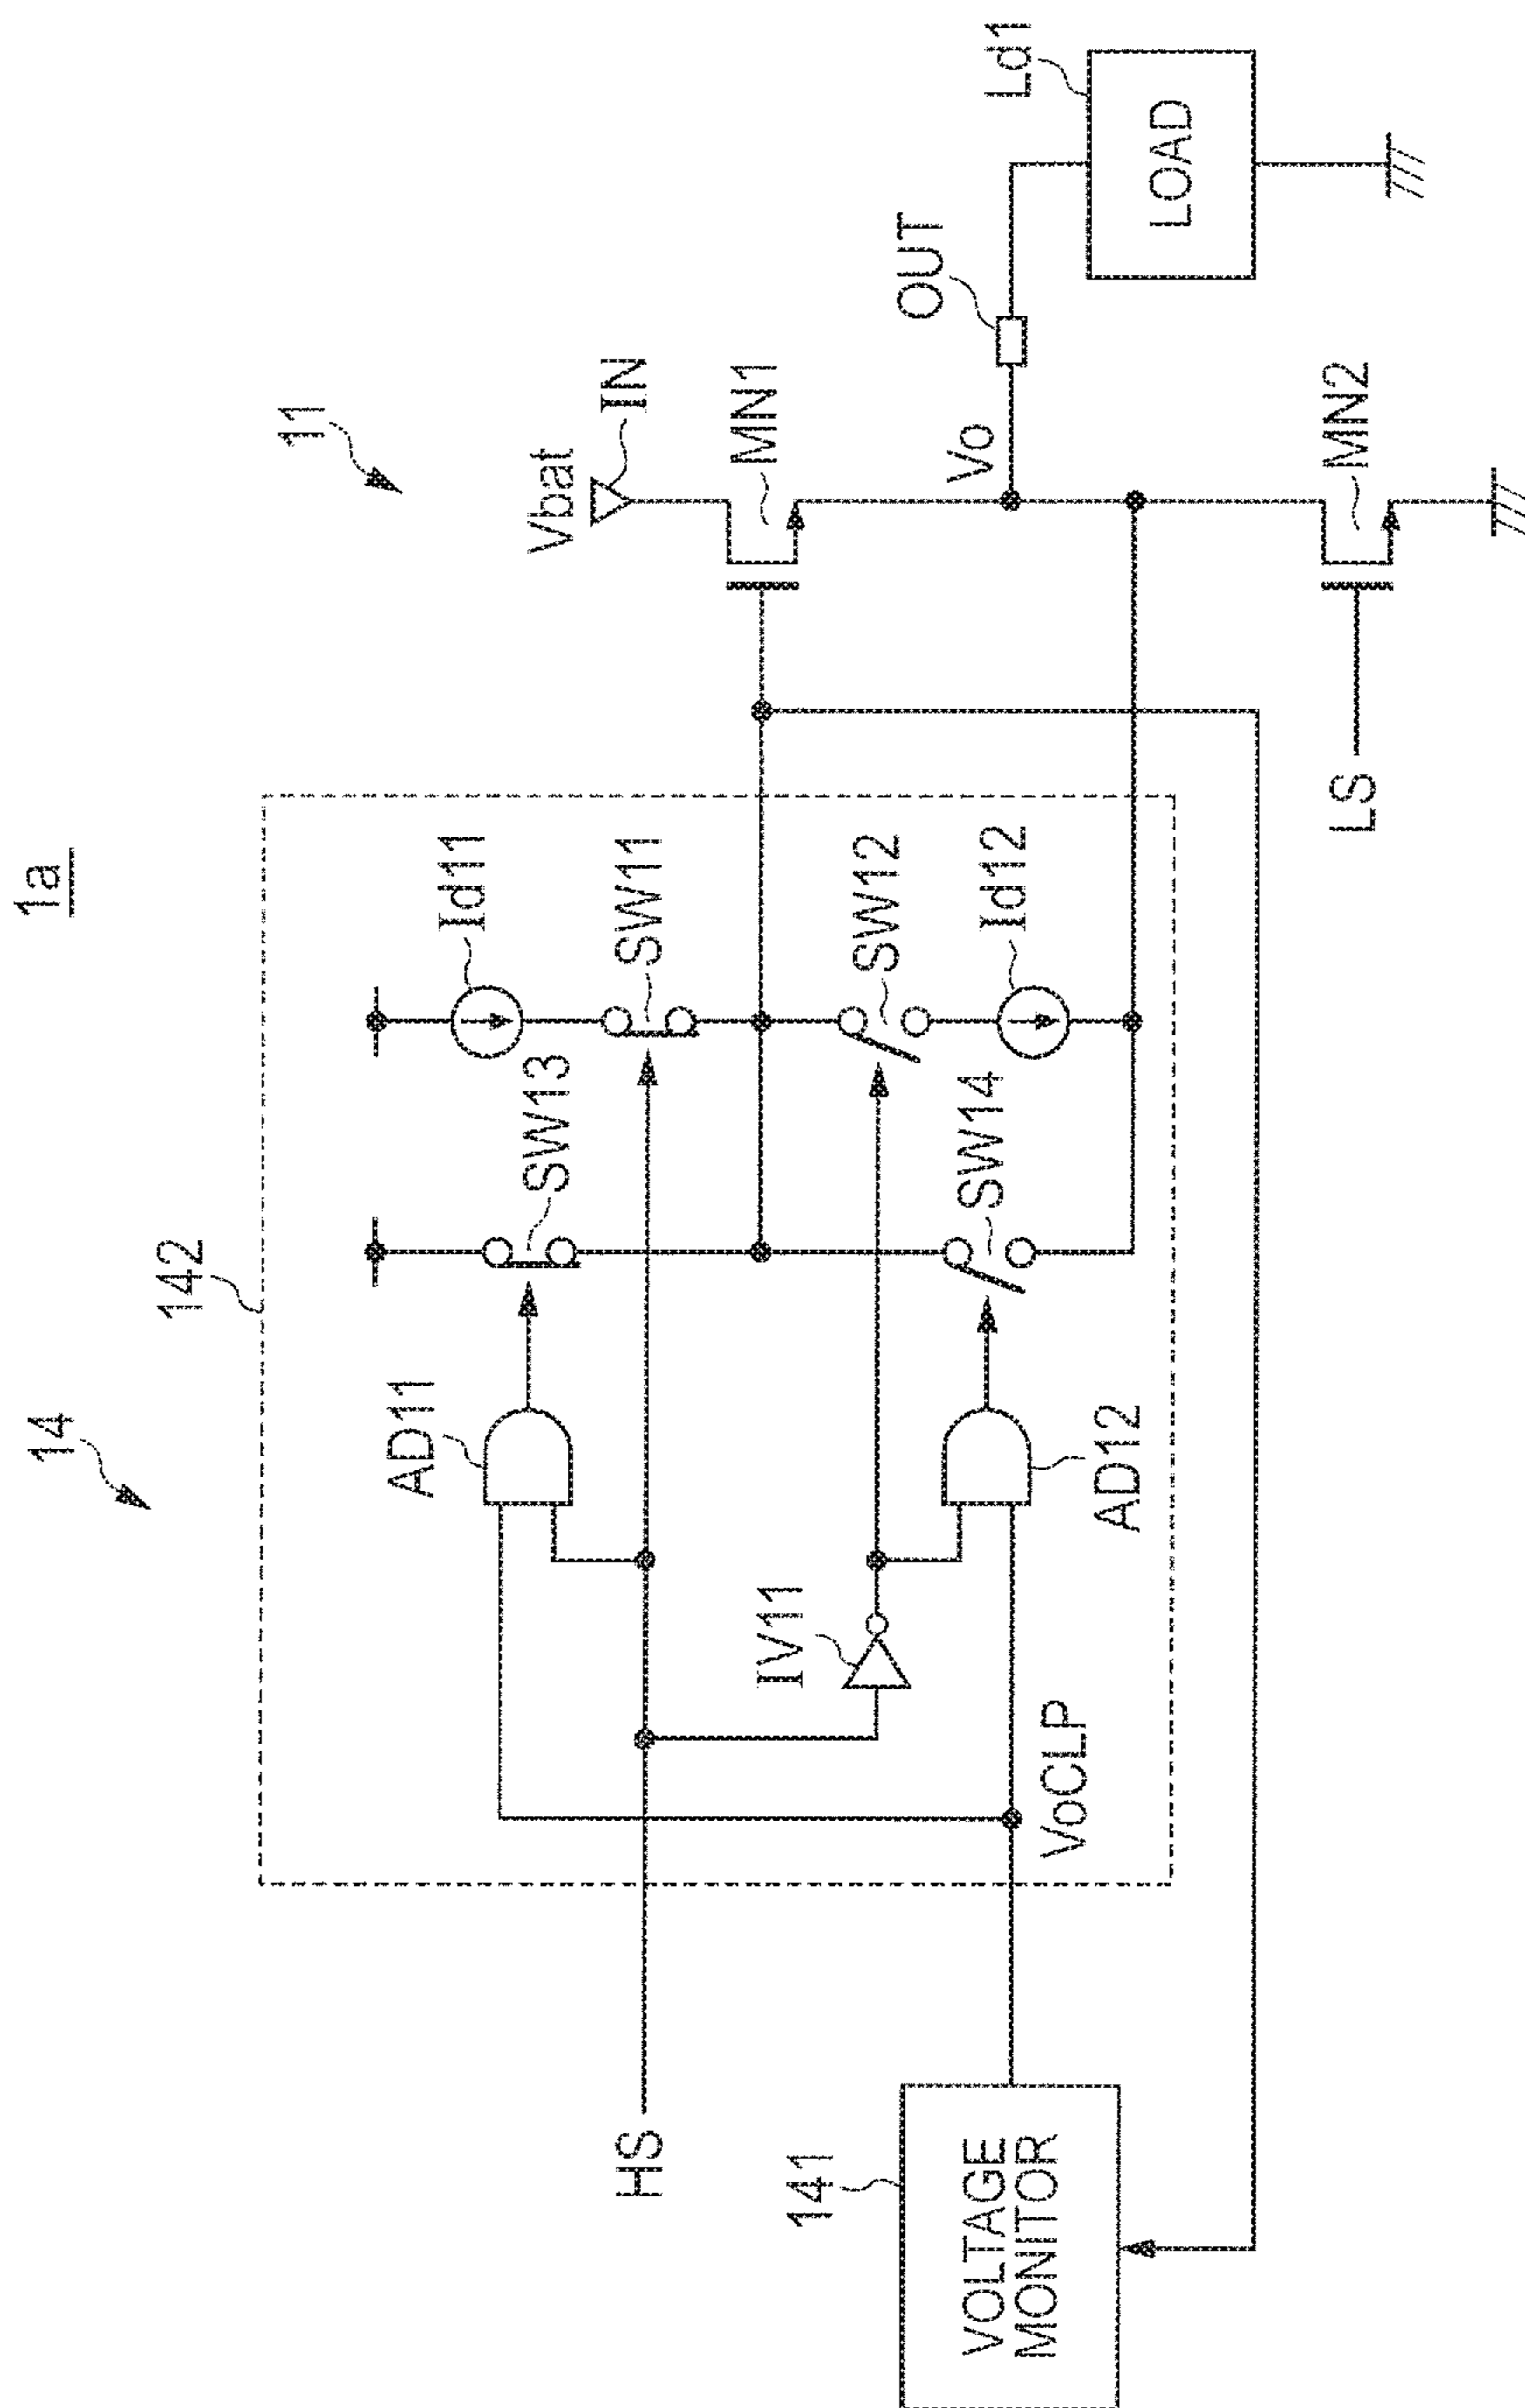 1a
14
142
11
Vbat
IN
Id11
SW13
SW11
AD11
MN1
HS
IV11
SW12
SW14
Id12
AD12
VoCLP
141
VOLTAGE
MONITOR
Vo
OUT
Ld1
LOAD
LS
MN2